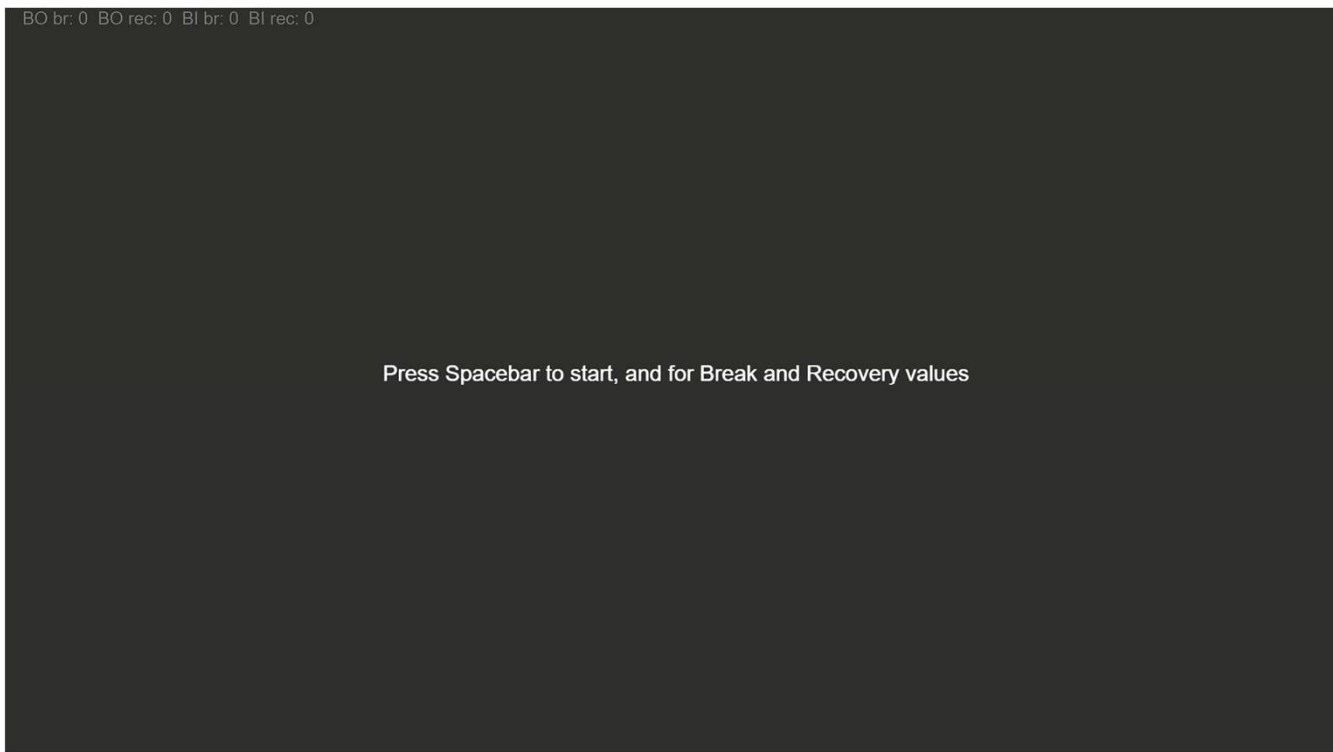 BO br: 0 BO rec: 0 BI br: 0 BI rec: 0
Press Spacebar to start, and for Break and Recovery values